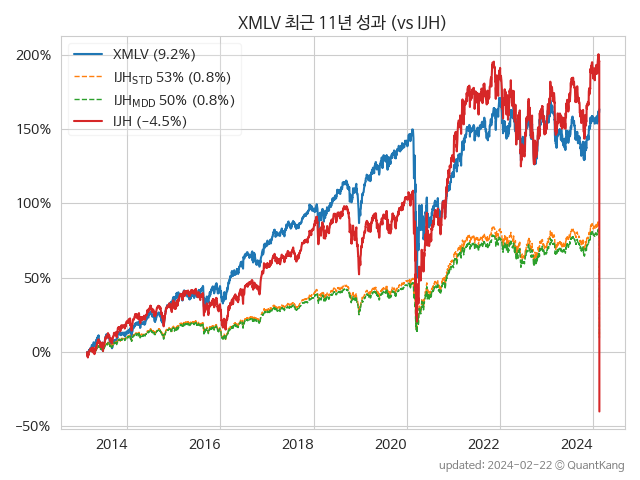 XMLV 최근 11년 성과 (vs IJH)
XMLV (9.2%)
IJH_STD 53% (0.8%)
IJH_MDD 50% (0.8%)
IJH (−4.5%)
200%
150%
100%
50%
0%
−50%
2014 2016 2018 2020 2022 2024
updated: 2024-02-22 © QuantKang